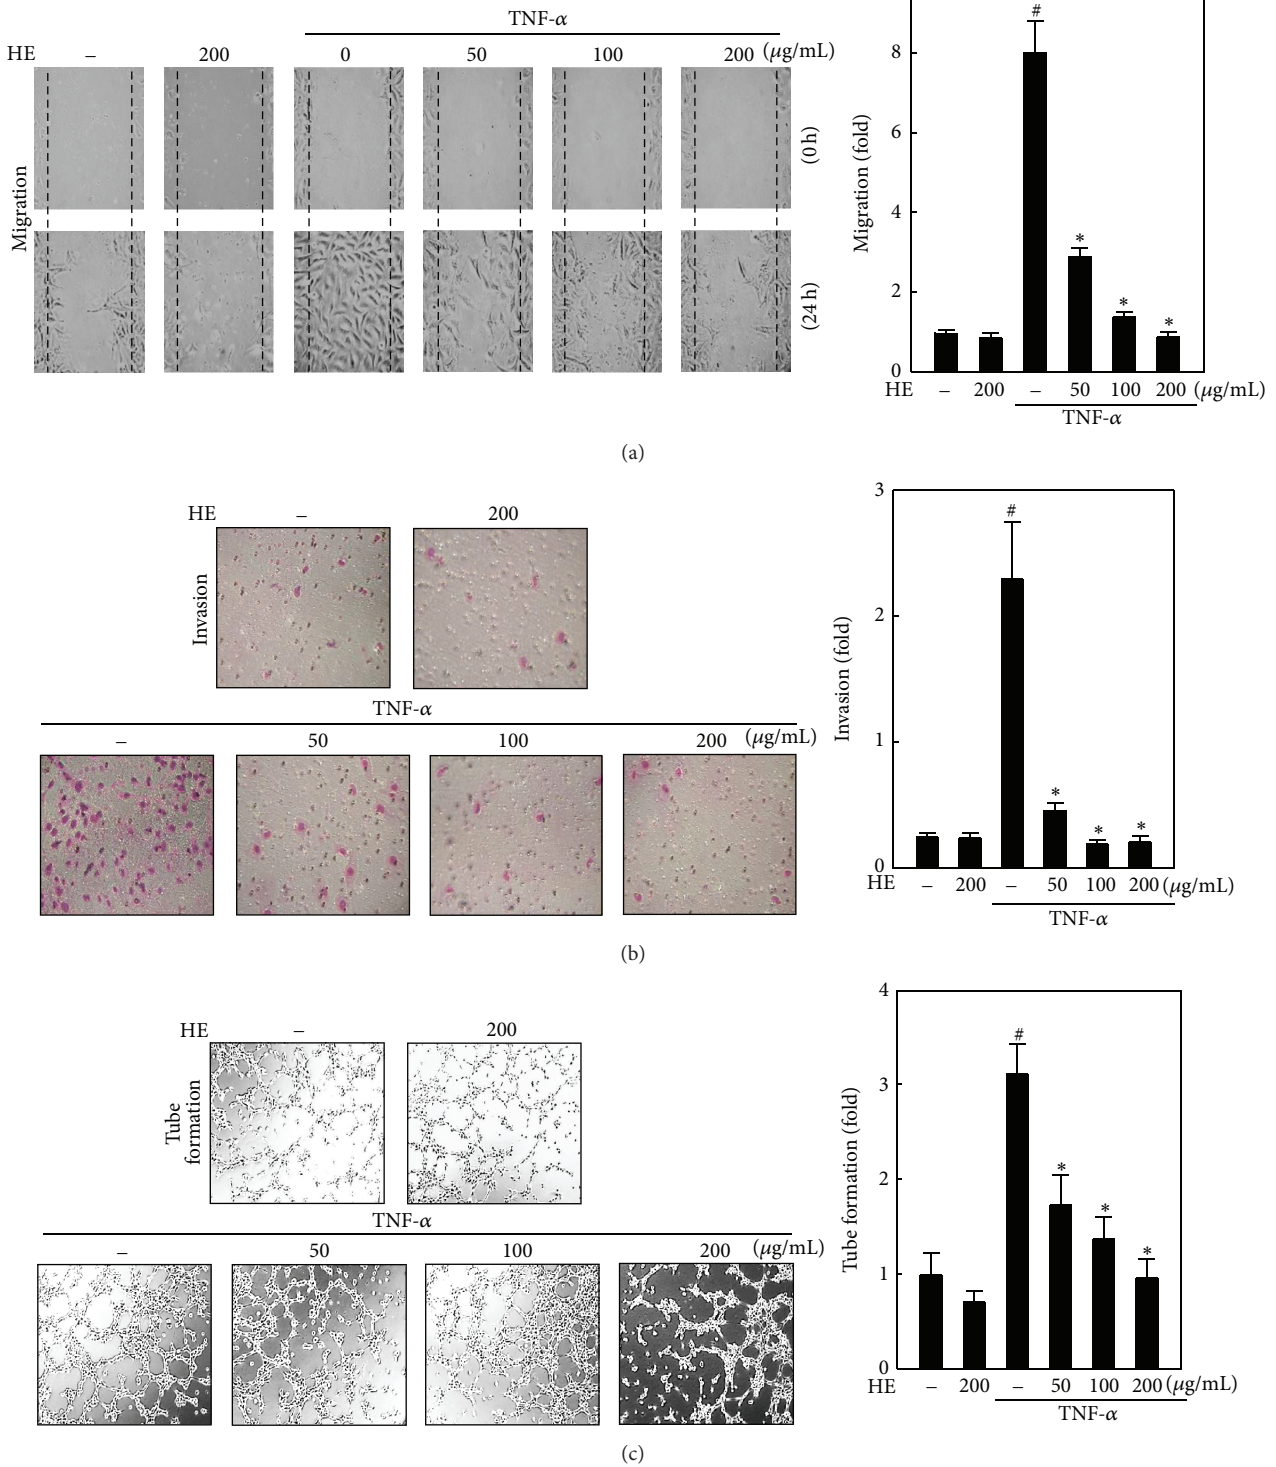 TNF-α
HE – 200 0 50 100 200 (μg/mL)
Migration
(0 h)
(24 h)
Migration (fold)
8
6
4
2
0
#
*
*
*
HE – 200 – 50 100 200 (μg/mL)
TNF-α
(a)
HE – 200
Invasion
TNF-α
– 50 100 200 (μg/mL)
Invasion (fold)
3
2
1
0
#
*
*
*
HE – 200 – 50 100 200 (μg/mL)
TNF-α
(b)
HE – 200
Tube
formation
TNF-α
– 50 100 200 (μg/mL)
Tube formation (fold)
4
3
2
1
0
#
*
*
*
HE – 200 – 50 100 200 (μg/mL)
TNF-α
(c)